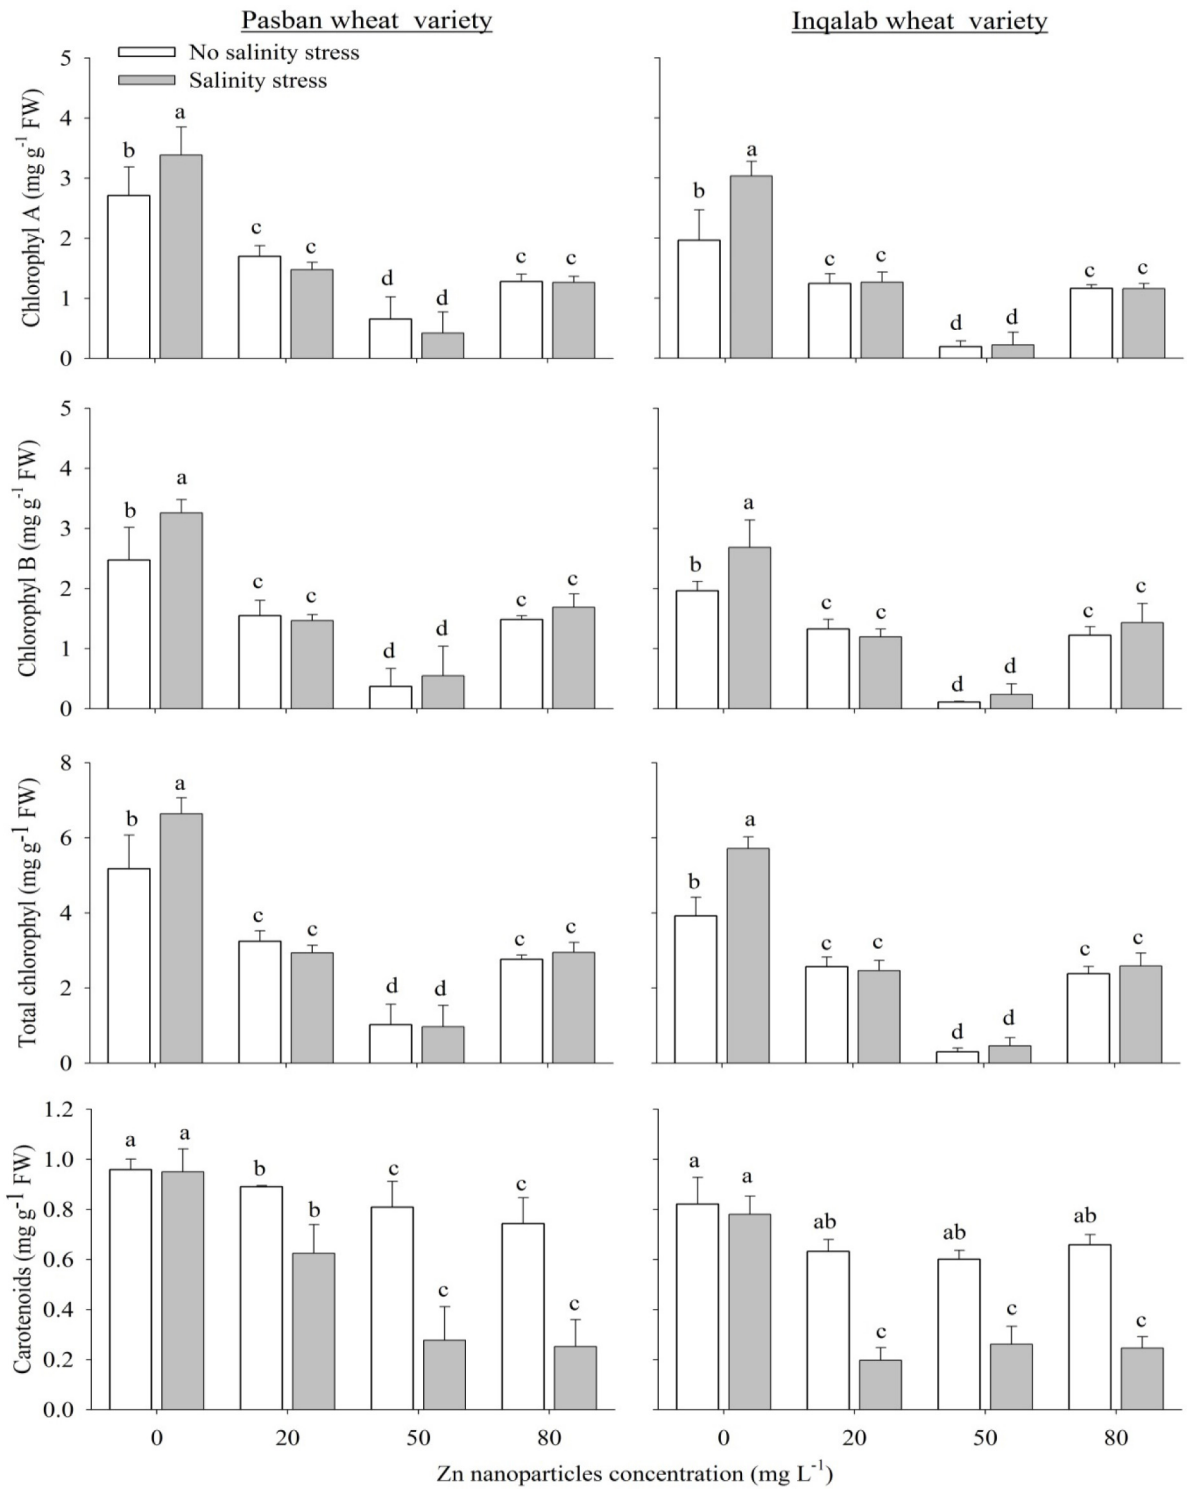 Pasban wheat variety
Inqalab wheat variety
No salinity stress
Salinity stress
Chlorophyl A (mg g-1 FW)
5
4
3
2
1
0
b
a
c
c
d
d
c
c
b
a
c
c
d
d
c
c
Chlorophyl B (mg g-1 FW)
5
4
3
2
1
0
b
a
c
c
d
d
c
c
b
a
c
c
d
d
c
c
Total chlorophyl (mg g-1 FW)
8
6
4
2
0
b
a
c
c
d
d
c
c
b
a
c
c
d
d
c
c
Carotenoids (mg g-1 FW)
1.2
1.0
0.8
0.6
0.4
0.2
0.0
a
a
b
b
c
c
c
c
a
a
ab
c
ab
c
ab
c
0 20 50 80
0 20 50 80
Zn nanoparticles concentration (mg L-1)